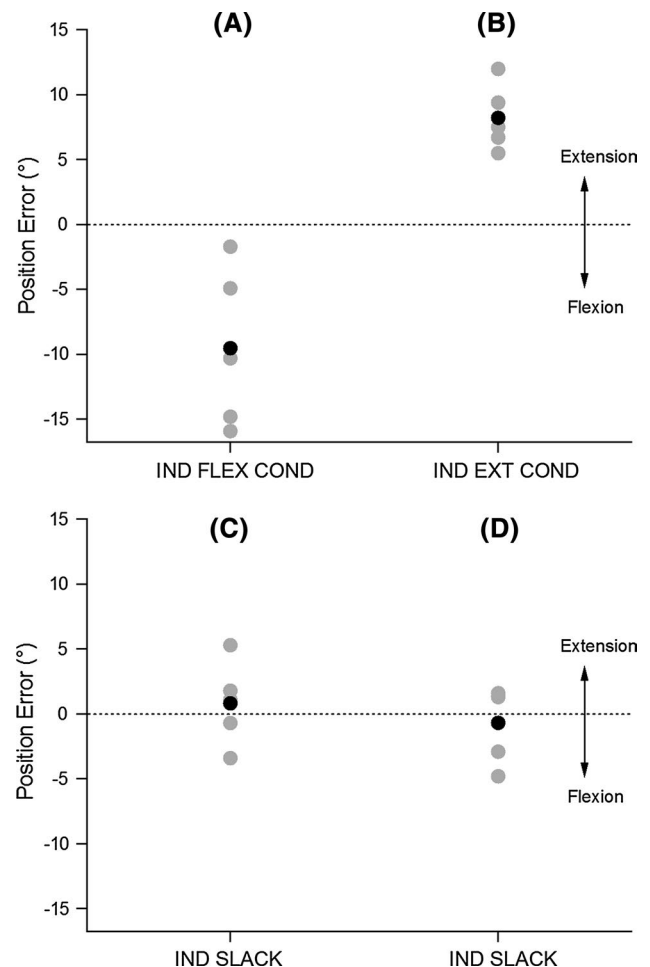 (A) (B)
Position Error (°)
15
10
5
0
-5
-10
-15
Extension
Flexion
IND FLEX COND IND EXT COND
(C) (D)
Position Error (°)
15
10
5
0
-5
-10
-15
Extension
Flexion
IND SLACK IND SLACK